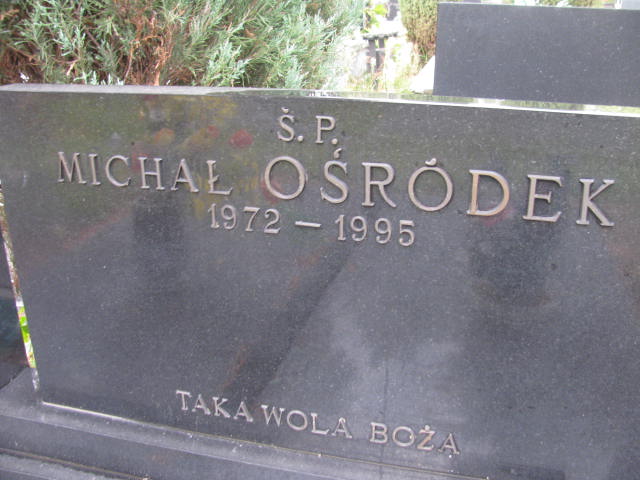 Ś. P.
MICHAŁ OŚRÓDEK
1972 – 1995
TAKA WOLA BOŻA